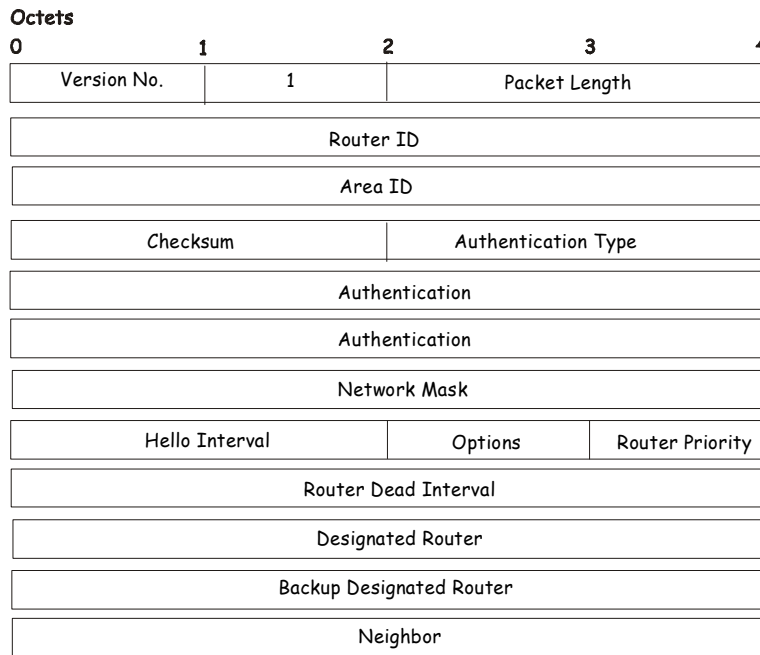 Octets
0 1 2 3 4
Version No. 1 Packet Length
Router ID
Area ID
Checksum Authentication Type
Authentication
Authentication
Network Mask
Hello Interval Options Router Priority
Router Dead Interval
Designated Router
Backup Designated Router
Neighbor